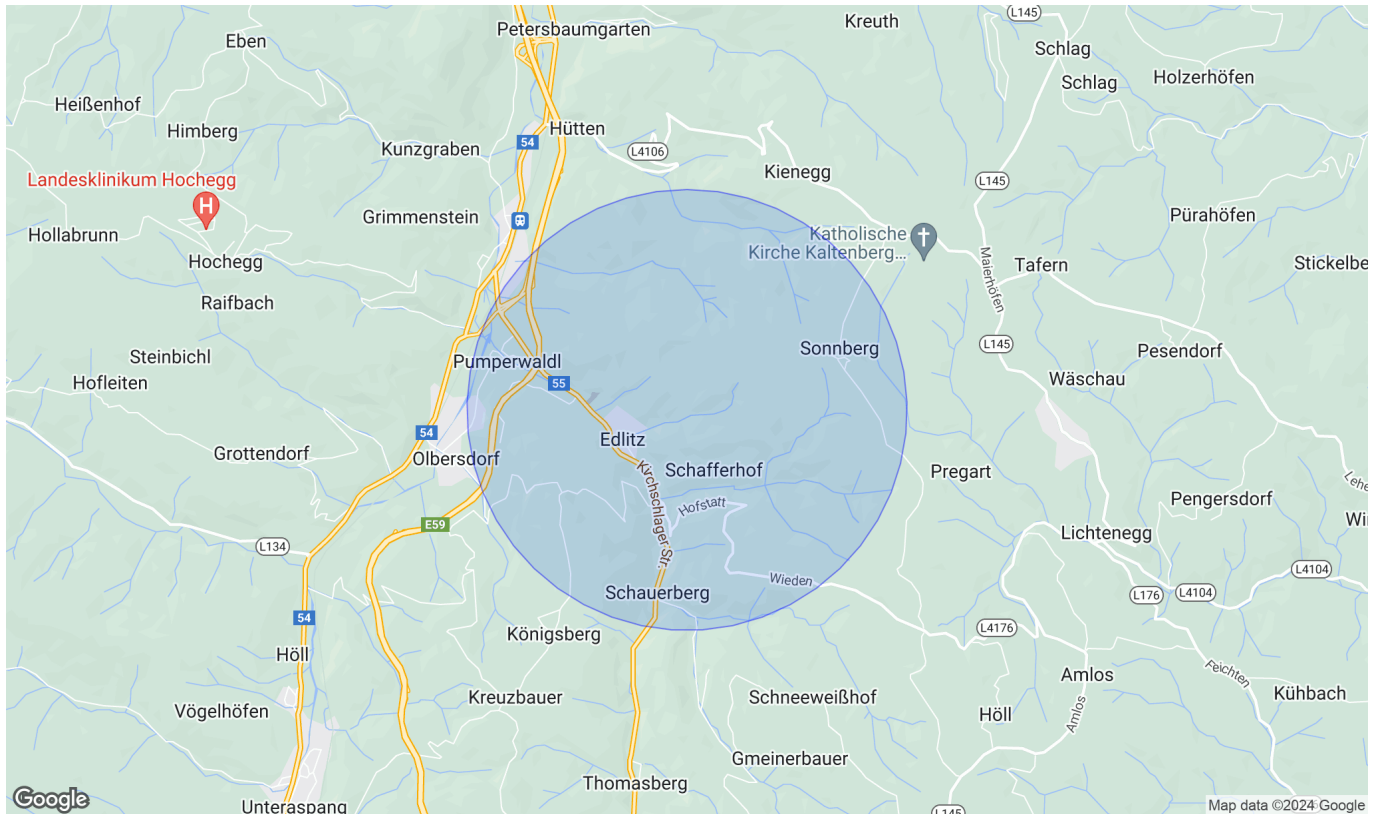 L145
Kreuth
Petersbaumgarten
Eben
Schlag
Holzerhöfen
Schlag
Heißenhof
Himberg
Hütten
54
Kunzgraben
L4106
Kienegg
Landesklinikum Hochegg
H
L145
Grimmenstein
Pürahöfen
Hollabrunn
Katholische
Kirche Kaltenberg...
Hochegg
Maierhöfen
Tafern
Stickelbe
Raifbach
L145
Sonnberg
Pesendorf
Steinbichl
Pumperwaldl
Hofleiten
55
Wäschau
54
Edlitz
Grottendorf
Olbersdorf
Schafferhof
Pregart
Kirchschlager Str.
Lehe
Pengersdorf
Hofstatt
Wi
E59
Lichtenegg
L134
L4104
Wieden
Schauerberg
L176
L4104
54
Königsberg
L4176
Höll
Feichten
Amlos
Kreuzbauer
Schneeweißhof
Kühbach
Vögelhöfen
Höll
Amlos
Gmeinerbauer
Thomasberg
Google
Unteraspang
L145
Map data ©2024 Google